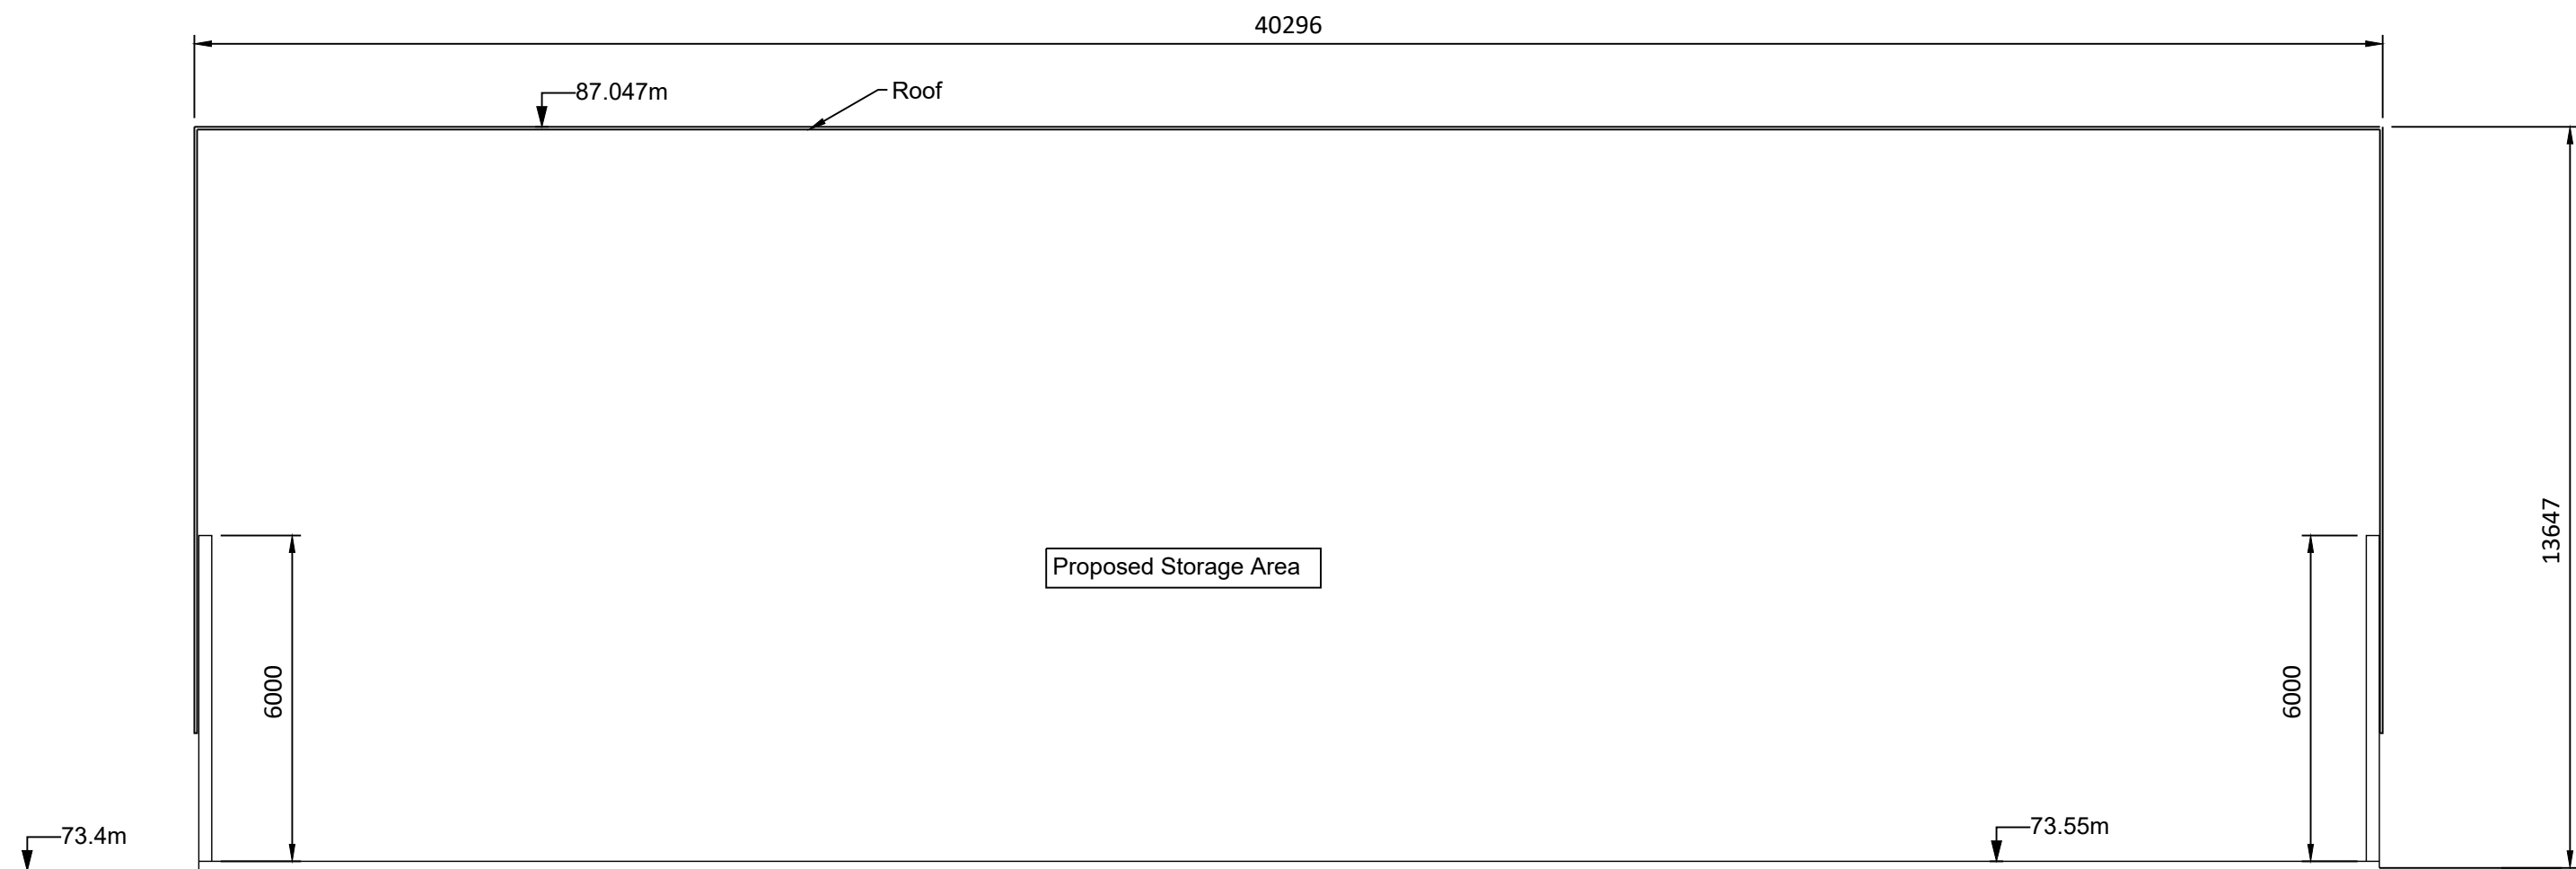 40296
87.047m
Roof
13647
Proposed Storage Area
6000
6000
73.4m
73.55m